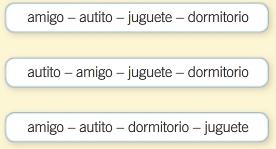 amigo – autito – juguete – dormitorio
autito – amigo – juguete – dormitorio
amigo – autito – dormitorio – juguete